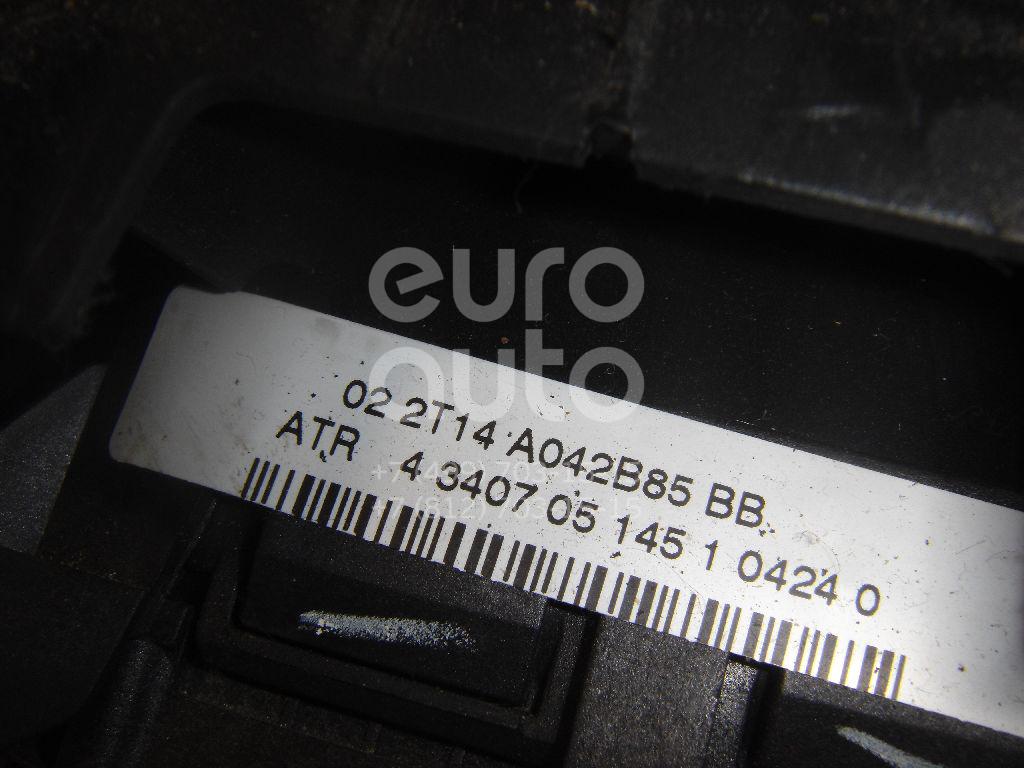 euro
auto
02 2T14 A042B85 BB
ATR 4 3407 05 145 1 0424 0